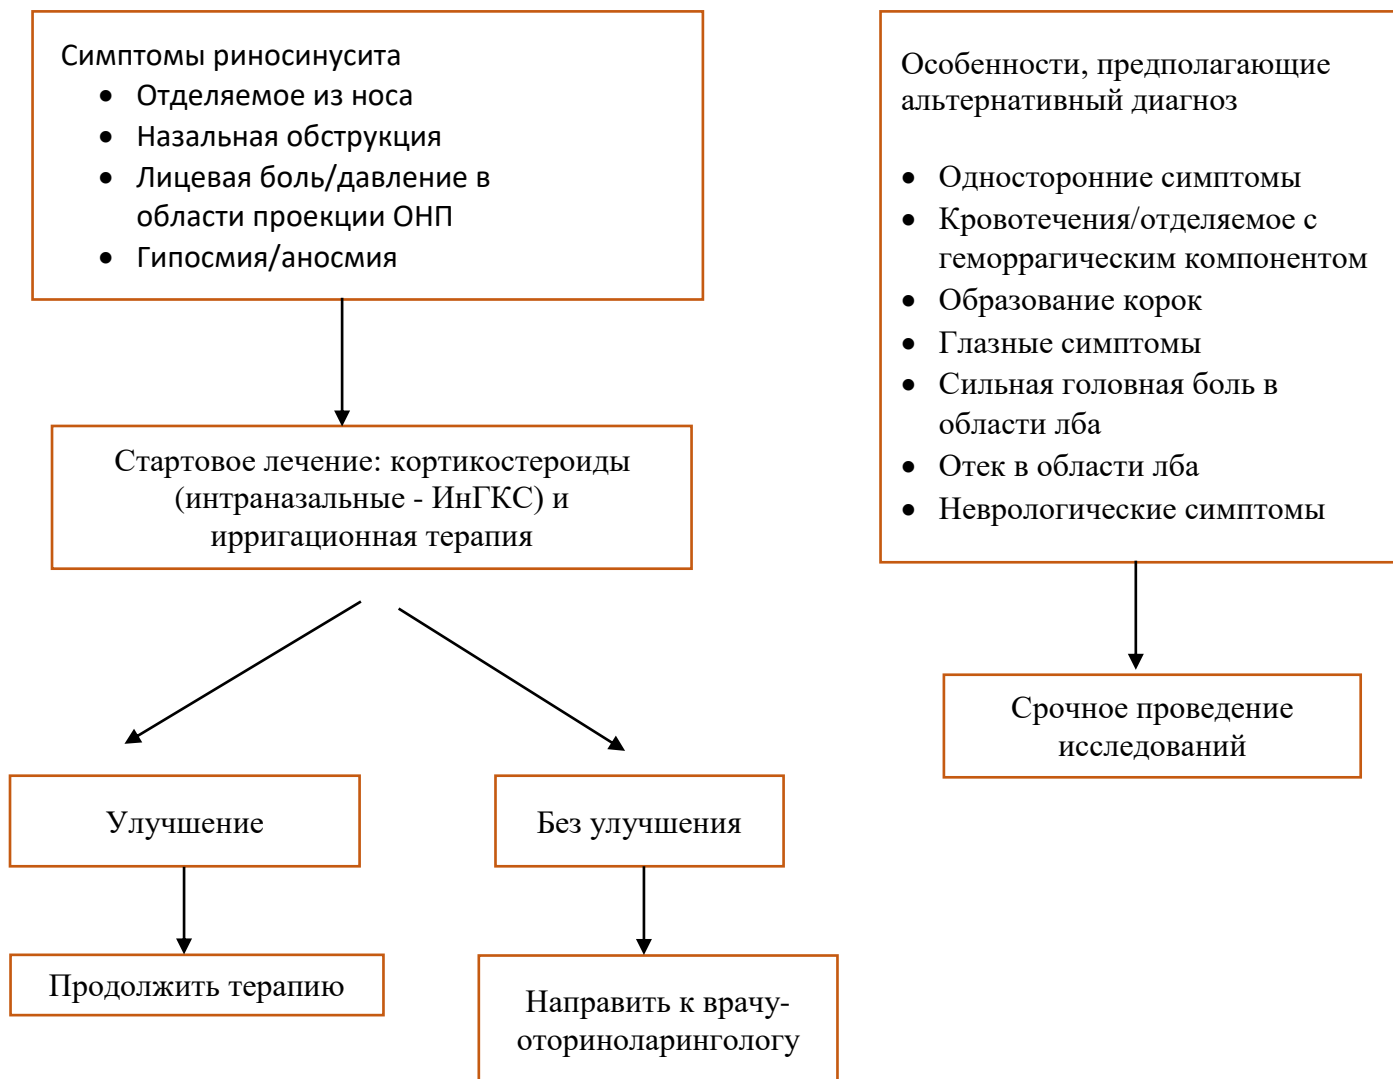 Симптомы риносинусита
• Отделяемое из носа
• Назальная обструкция
• Лицевая боль/давление в
области проекции ОНП
• Гипосмия/аносмия
Стартовое лечение: кортикостероиды
(интраназальные - ИнГКС) и
ирригационная терапия
Улучшение
Без улучшения
Продолжить терапию
Направить к врачу-
оториноларингологу
Особенности, предполагающие
альтернативный диагноз
• Односторонние симптомы
• Кровотечения/отделяемое с
геморрагическим компонентом
• Образование корок
• Глазные симптомы
• Сильная головная боль в
области лба
• Отек в области лба
• Неврологические симптомы
Срочное проведение
исследований